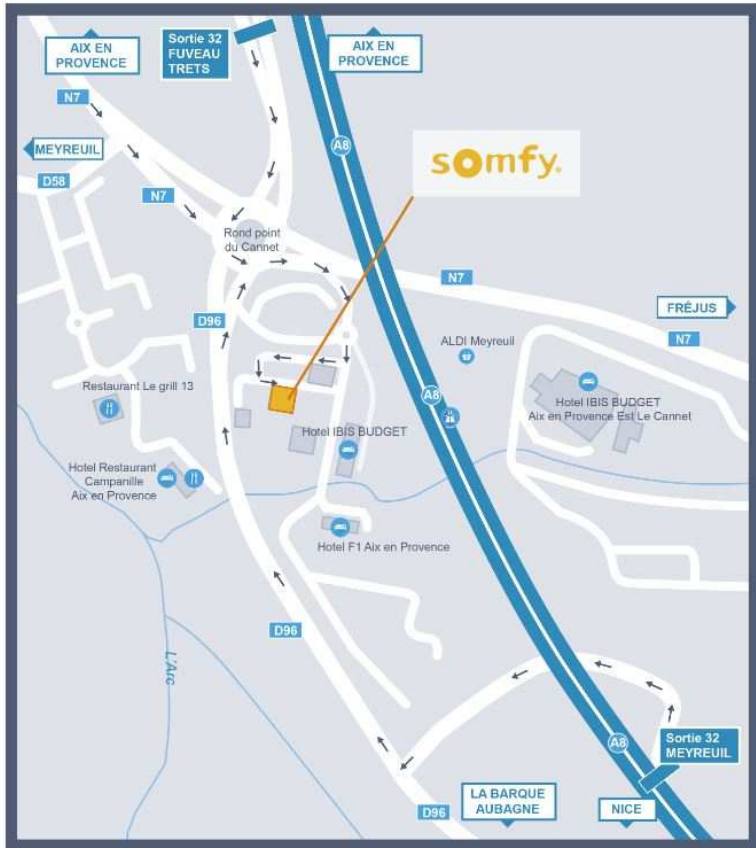 AIX EN
PROVENCE
Sortie 32
FUVEAU
TRETS
AIX EN
PROVENCE
N7
MEYREUIL
A8
somfy.
D58
N7
Rond point
du Cannet
N7
FRÉJUS
D96
ALDI Meyreuil
N7
Restaurant Le grill 13
A8
Hotel IBIS BUDGET
Aix en Provence Est Le Cannet
Hotel IBIS BUDGET
Hotel Restaurant
Campanille
Aix en Provence
Hotel F1 Aix en Provence
D96
L'Arc
Sortie 32
MEYREUIL
A8
LA BARQUE
AUBAGNE
NICE
D96